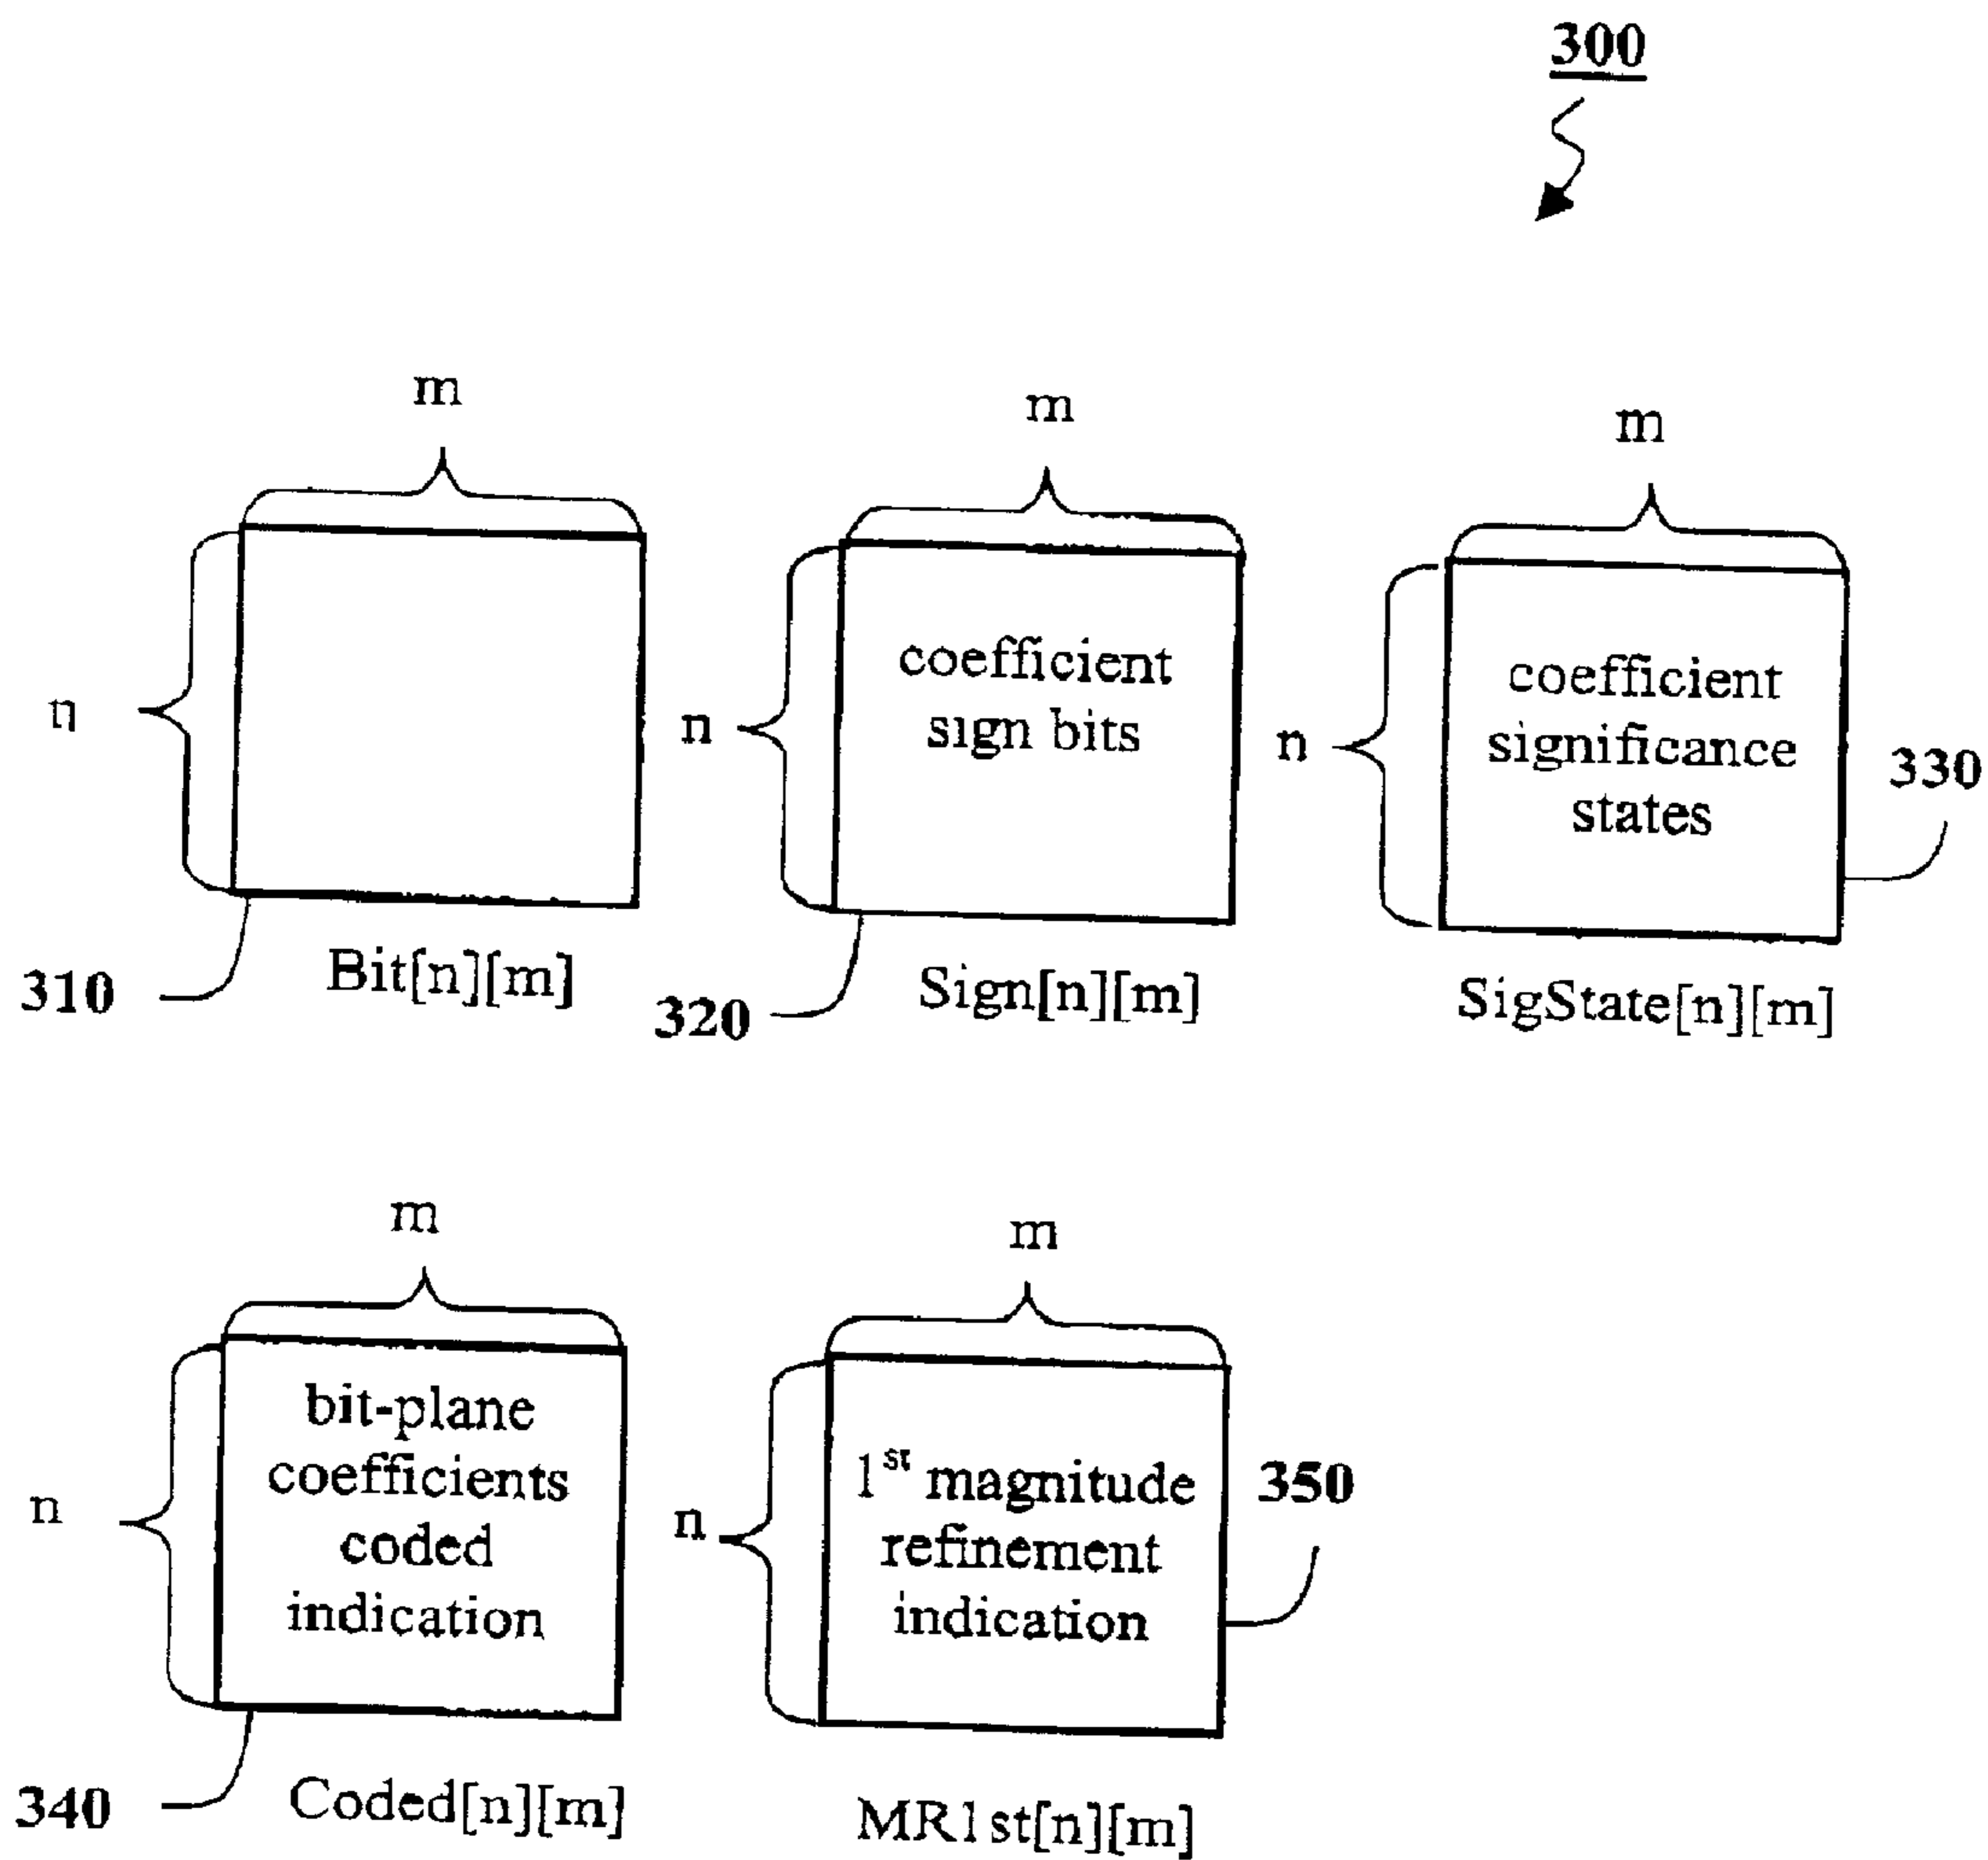 300
m
m
m
n
n
coefficient
sign bits
n
coefficient
significance
states
330
310
Bit[n][m]
320
Sign[n][m]
SigState[n][m]
m
m
n
bit-plane
coefficients
coded
indication
n
1st magnitude
refinement
indication
350
340
Coded[n][m]
MR1st[n][m]